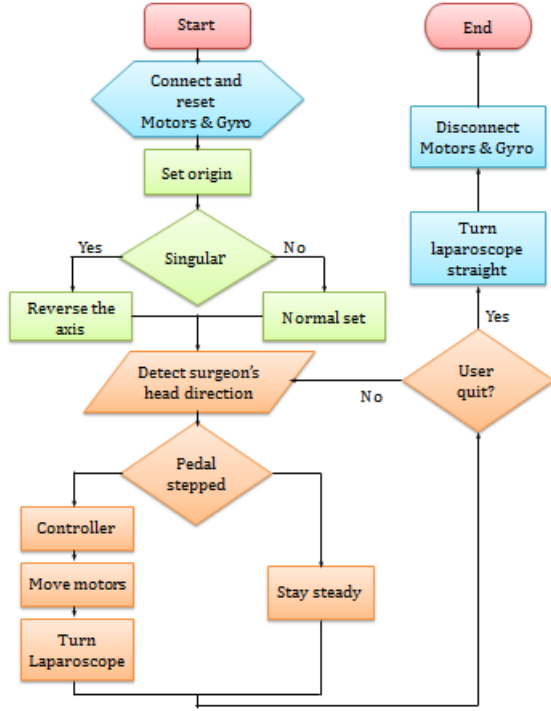 Start
End
Connect and
reset
Motors & Gyro
Disconnect
Motors & Gyro
Set origin
Turn
laparoscope
straight
Yes
Singular
No
Reverse the
axis
Normal set
Yes
Detect surgeon's
head direction
No
User
quit?
Pedal
stepped
Controller
Move motors
Stay steady
Turn
Laparoscope